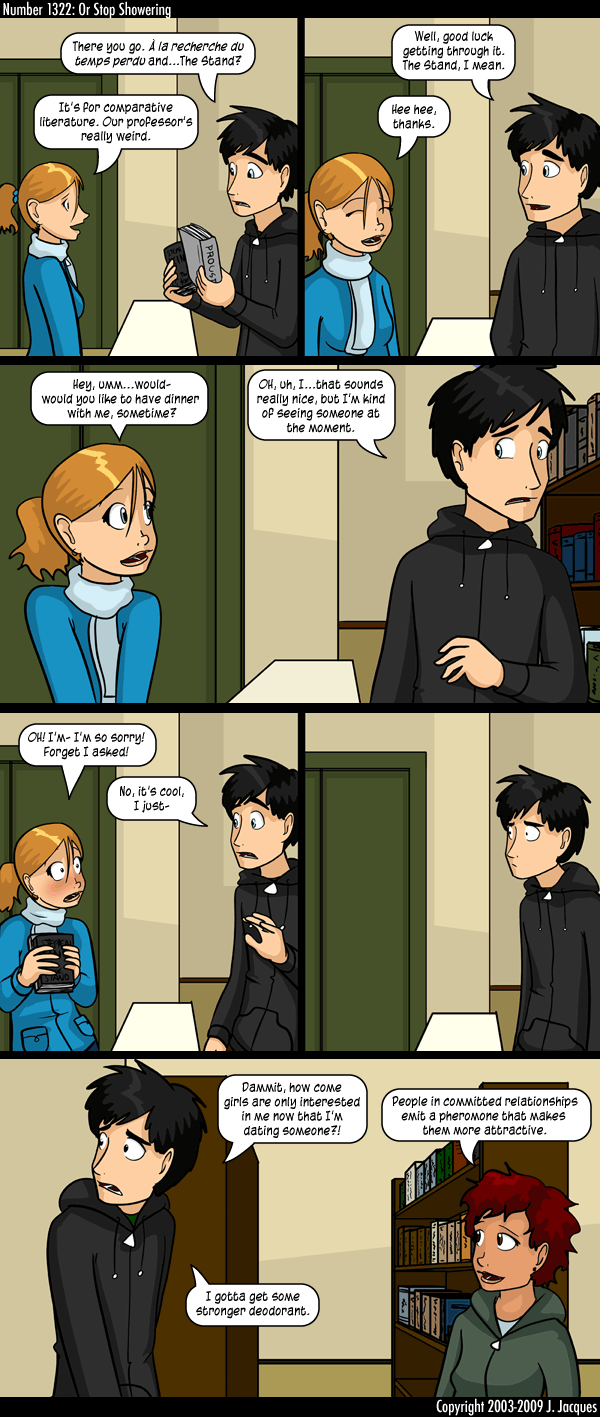 Number 1322: Or Stop Showering
There you go. À la recherche du
temps perdu and...The Stand?
It's for comparative
literature. Our professor's
really weird.
PROUS
Well, good luck
getting through it.
The Stand, I mean.
Hee hee,
thanks.
Hey, umm...would-
would you like to have dinner
with me, sometime?
Oh, uh, I...that sounds
really nice, but I'm kind
of seeing someone at
the moment.
Oh! I'm- I'm so sorry!
Forget I asked!
No, it's cool,
I just-
STAND
Dammit, how come
girls are only interested
in me now that I'm
dating someone?!
People in committed relationships
emit a pheromone that makes
them more attractive.
I gotta get some
stronger deodorant.
Copyright 2003-2009 J. Jacques